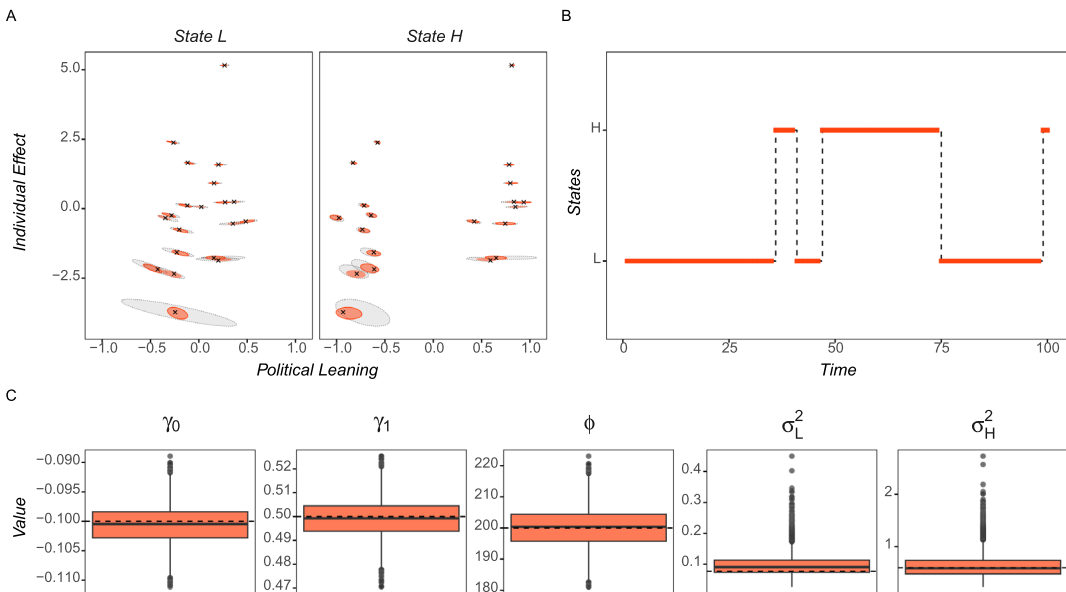 A
State L
State H
Individual Effect
5.0
2.5
0.0
−2.5
−1.0 −0.5 0.0 0.5 1.0
−1.0 −0.5 0.0 0.5 1.0
Political Leaning
B
States
H
L
0 25 50 75 100
Time
C
Value
γ0
−0.090
−0.095
−0.100
−0.105
−0.110
γ1
0.52
0.51
0.50
0.49
0.48
0.47
ϕ
220
210
200
190
180
σ²L
0.4
0.3
0.2
0.1
σ²H
2
1